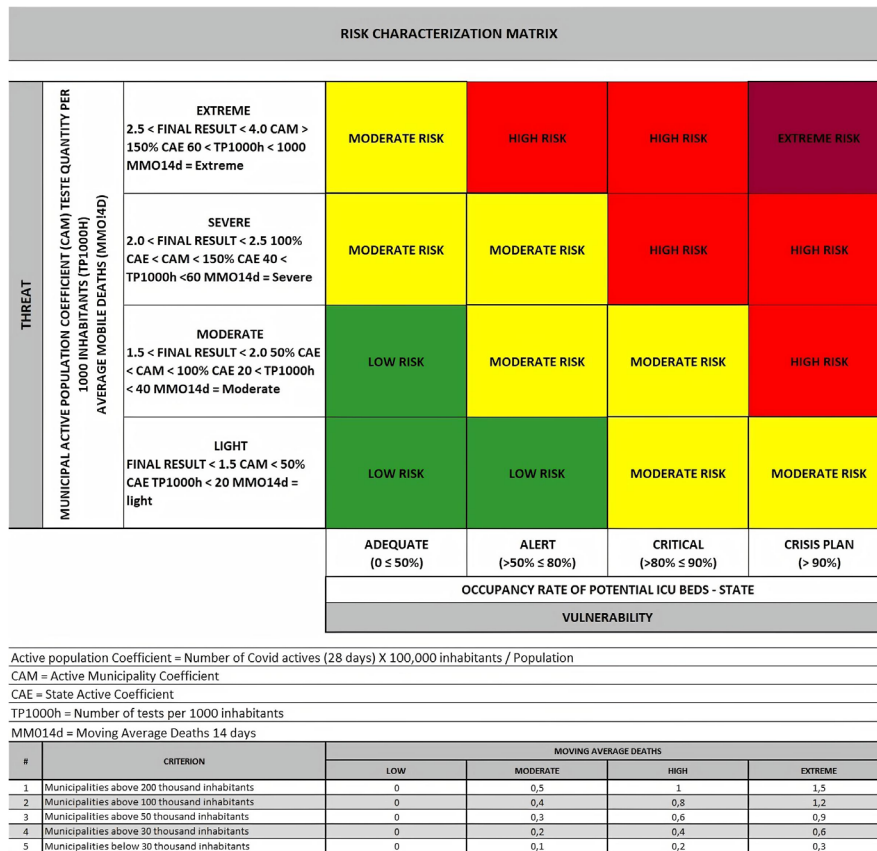 RISK CHARACTERIZATION MATRIX
THREAT
MUNICIPAL ACTIVE POPULATION COEFFICIENT (CAM) TESTE QUANTITY PER
1000 INHABITANTS (TP1000H)
AVERAGE MOBILE DEATHS (MMO!4D)
EXTREME
2.5 < FINAL RESULT < 4.0 CAM >
150% CAE 60 < TP1000h < 1000
MMO14d = Extreme
MODERATE RISK
HIGH RISK
HIGH RISK
EXTREME RISK
SEVERE
2.0 < FINAL RESULT < 2.5 100%
CAE < CAM < 150% CAE 40 <
TP1000h <60 MMO14d = Severe
MODERATE RISK
MODERATE RISK
HIGH RISK
HIGH RISK
MODERATE
1.5 < FINAL RESULT < 2.0 50% CAE
< CAM < 100% CAE 20 < TP1000h
< 40 MMO14d = Moderate
LOW RISK
MODERATE RISK
MODERATE RISK
HIGH RISK
LIGHT
FINAL RESULT < 1.5 CAM < 50%
CAE TP1000h < 20 MMO14d =
light
LOW RISK
LOW RISK
MODERATE RISK
MODERATE RISK
ADEQUATE
(0 ≤ 50%)
ALERT
(>50% ≤ 80%)
CRITICAL
(>80% ≤ 90%)
CRISIS PLAN
(> 90%)
OCCUPANCY RATE OF POTENTIAL ICU BEDS - STATE
VULNERABILITY
Active population Coefficient = Number of Covid actives (28 days) X 100,000 inhabitants / Population
CAM = Active Municipality Coefficient
CAE = State Active Coefficient
TP1000h = Number of tests per 1000 inhabitants
MM014d = Moving Average Deaths 14 days
# CRITERION MOVING AVERAGE DEATHS
LOW MODERATE HIGH EXTREME
1 Municipalities above 200 thousand inhabitants 0 0,5 1 1,5
2 Municipalities above 100 thousand inhabitants 0 0,4 0,8 1,2
3 Municipalities above 50 thousand inhabitants 0 0,3 0,6 0,9
4 Municipalities above 30 thousand inhabitants 0 0,2 0,4 0,6
5 Municipalities below 30 thousand inhabitants 0 0,1 0,2 0,3